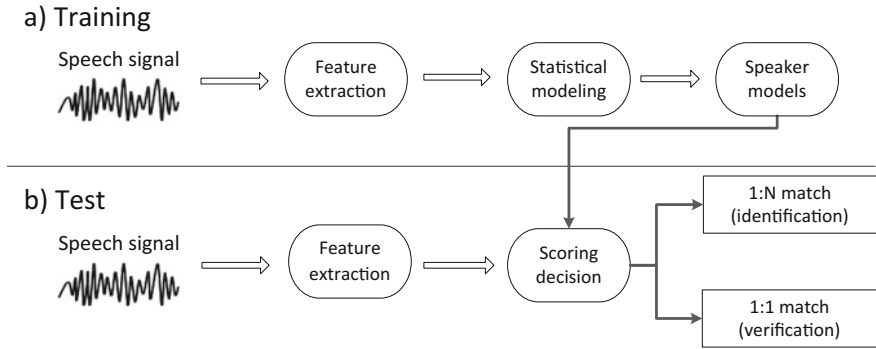 a) Training
Speech signal
Feature
extraction
Statistical
modeling
Speaker
models
b) Test
Speech signal
Feature
extraction
Scoring
decision
1:N match
(identification)
1:1 match
(verification)